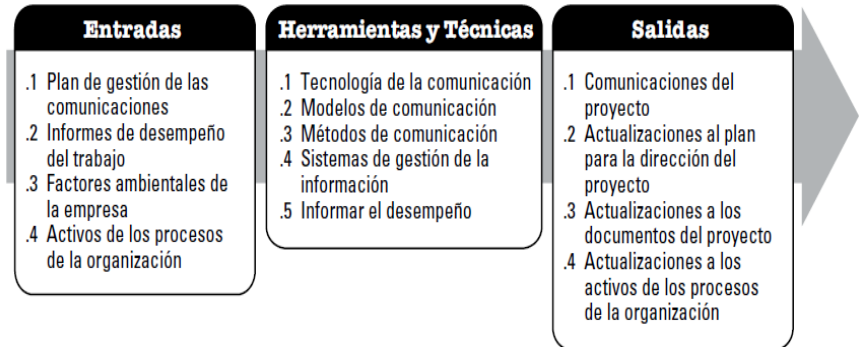 Entradas
.1 Plan de gestión de las
comunicaciones
.2 Informes de desempeño
del trabajo
.3 Factores ambientales de
la empresa
.4 Activos de los procesos
de la organización
Herramientas y Técnicas
.1 Tecnología de la comunicación
.2 Modelos de comunicación
.3 Métodos de comunicación
.4 Sistemas de gestión de la
información
.5 Informar el desempeño
Salidas
.1 Comunicaciones del
proyecto
.2 Actualizaciones al plan
para la dirección del
proyecto
.3 Actualizaciones a los
documentos del proyecto
.4 Actualizaciones a los
activos de los procesos
de la organización